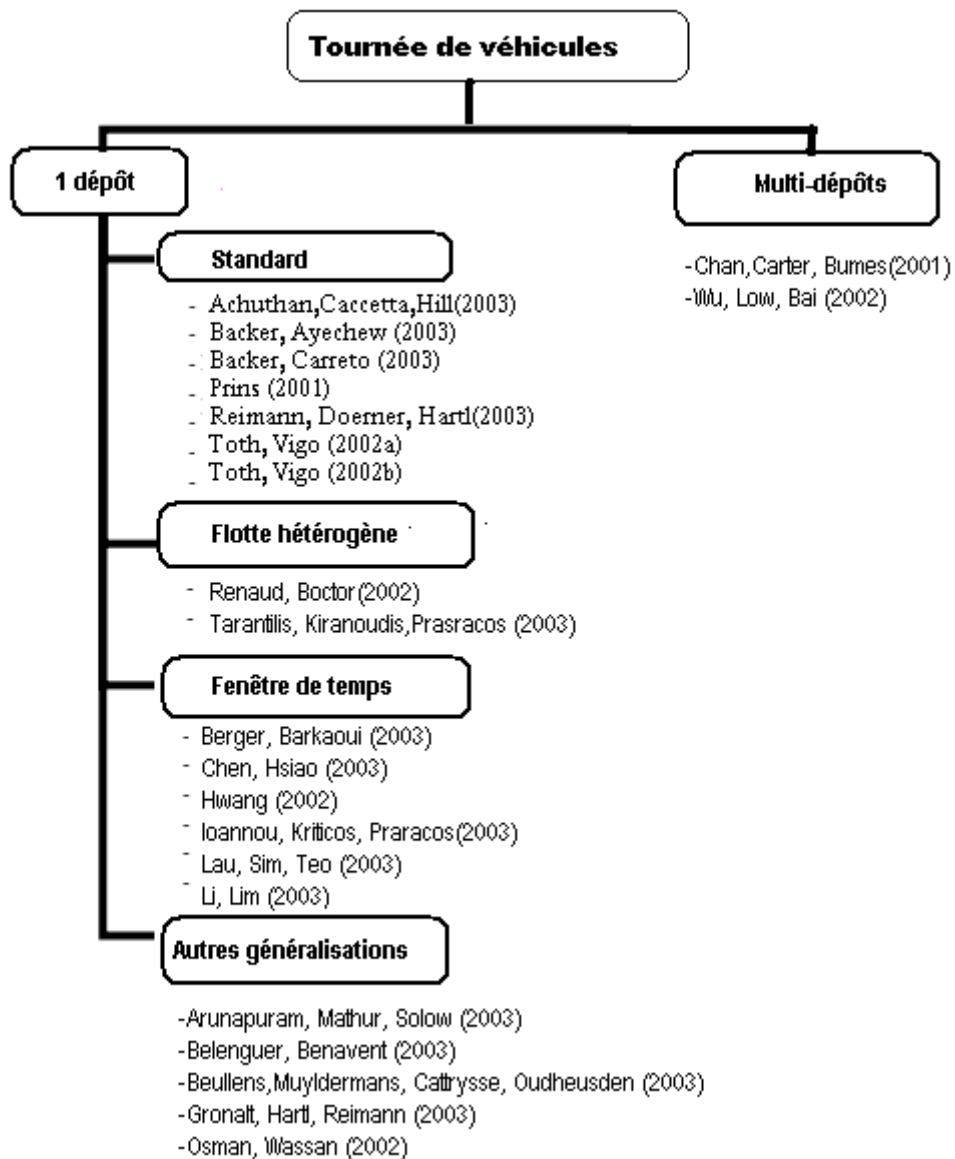 Tournée de véhicules
1 dépôt
Multi-dépôts
-Chan,Carter, Bumes(2001)
-Wu, Low, Bai (2002)
Standard
- Achuthan,Caccetta,Hill(2003)
- Backer, Ayechew (2003)
- Backer, Carreto (2003)
- Prins (2001)
- Reimann, Doerner, Hartl(2003)
- Toth, Vigo (2002a)
- Toth, Vigo (2002b)
Flotte hétérogène
- Renaud, Boctor(2002)
- Tarantilis, Kiranoudis,Prasracos (2003)
Fenêtre de temps
- Berger, Barkaoui (2003)
- Chen, Hsiao (2003)
- Hwang (2002)
- Ioannou, Kriticos, Praracos(2003)
- Lau, Sim, Teo (2003)
- Li, Lim (2003)
Autres généralisations
-Arunapuram, Mathur, Solow (2003)
-Belenguer, Benavent (2003)
-Beullens,Muyldermans, Cattrysse, Oudheusden (2003)
-Gronalt, Hartl, Reimann (2003)
-Osman, Wassan (2002)